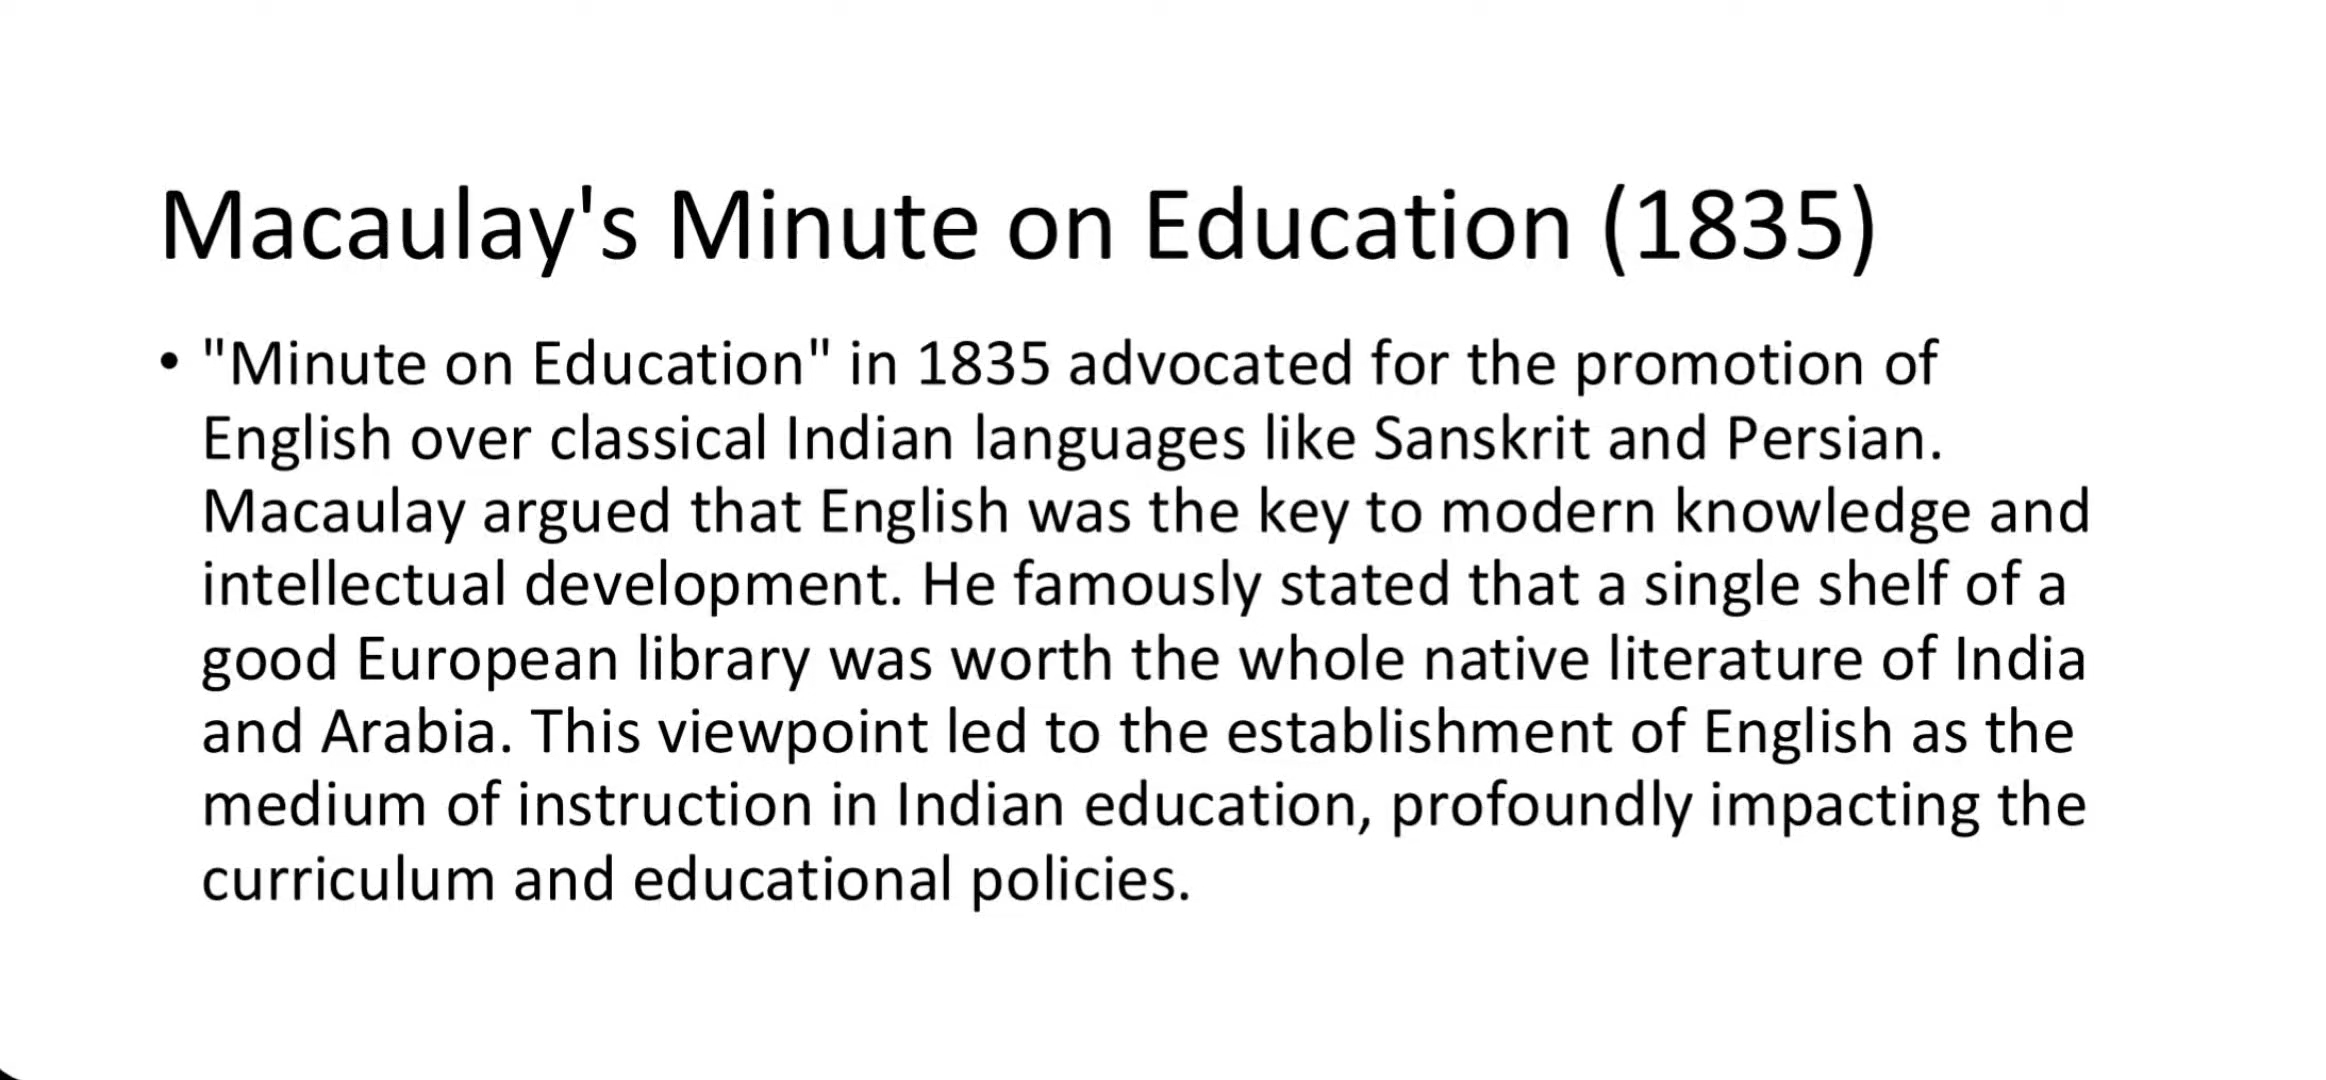 Macaulay's Minute on Education (1835)
• "Minute on Education" in 1835 advocated for the promotion of
English over classical Indian languages like Sanskrit and Persian.
Macaulay argued that English was the key to modern knowledge and
intellectual development. He famously stated that a single shelf of a
good European library was worth the whole native literature of India
and Arabia. This viewpoint led to the establishment of English as the
medium of instruction in Indian education, profoundly impacting the
curriculum and educational policies.